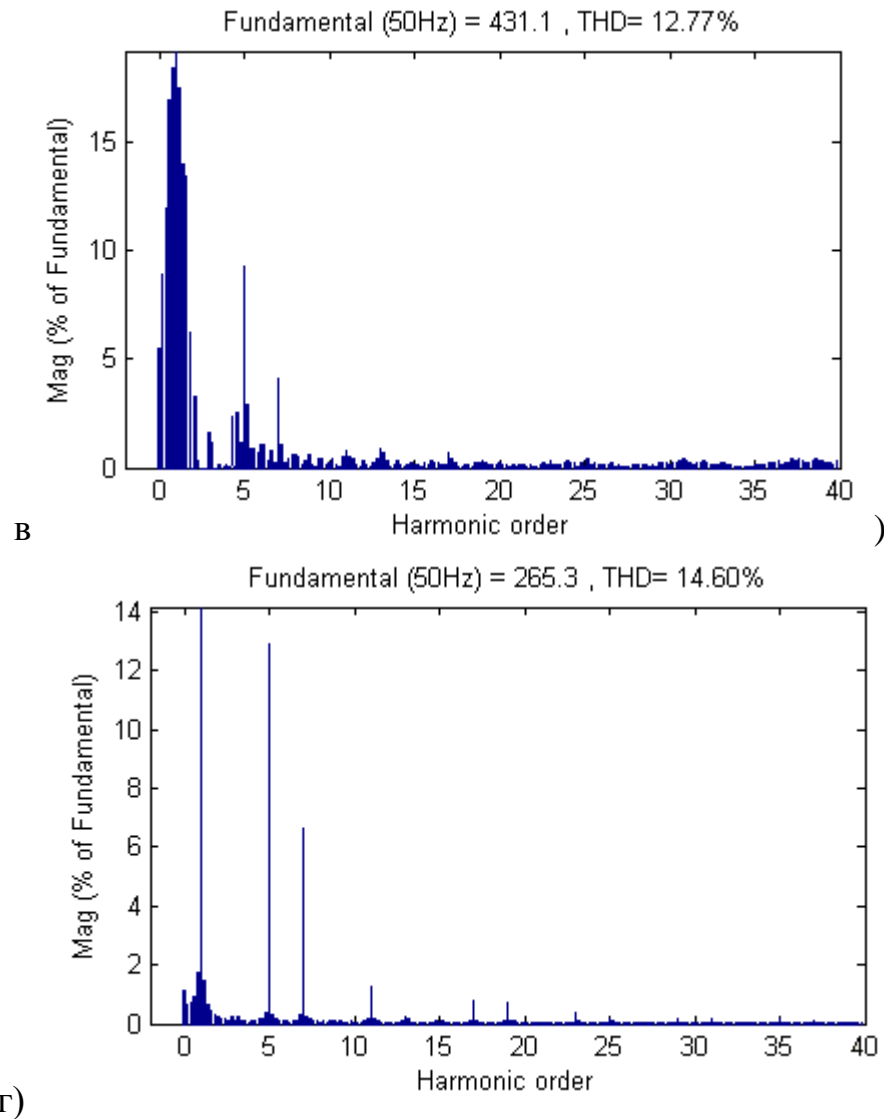 Fundamental (50Hz) = 431.1 , THD= 12.77%
15
10
5
0
Mag (% of Fundamental)
0 5 10 15 20 25 30 35 40
Harmonic order
в )
Fundamental (50Hz) = 265.3 , THD= 14.60%
14
12
10
8
6
4
2
0
Mag (% of Fundamental)
0 5 10 15 20 25 30 35 40
Harmonic order
г)